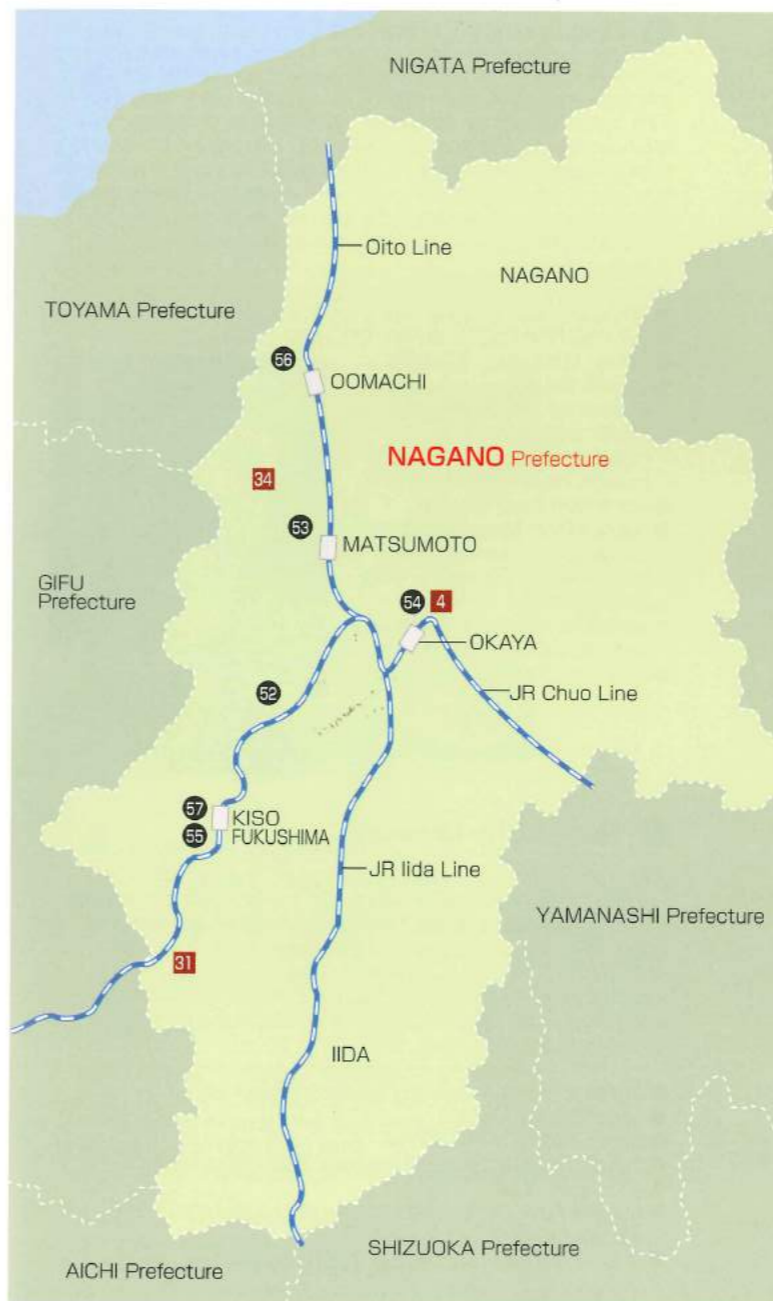 NIGATA Prefecture
Oito Line
NAGANO
TOYAMA Prefecture
56
OOMACHI
NAGANO Prefecture
34
53
MATSUMOTO
GIFU
Prefecture
54
4
OKAYA
52
JR Chuo Line
57
KISO
55
FUKUSHIMA
JR Iida Line
YAMANASHI Prefecture
31
IIDA
SHIZUOKA Prefecture
AICHI Prefecture